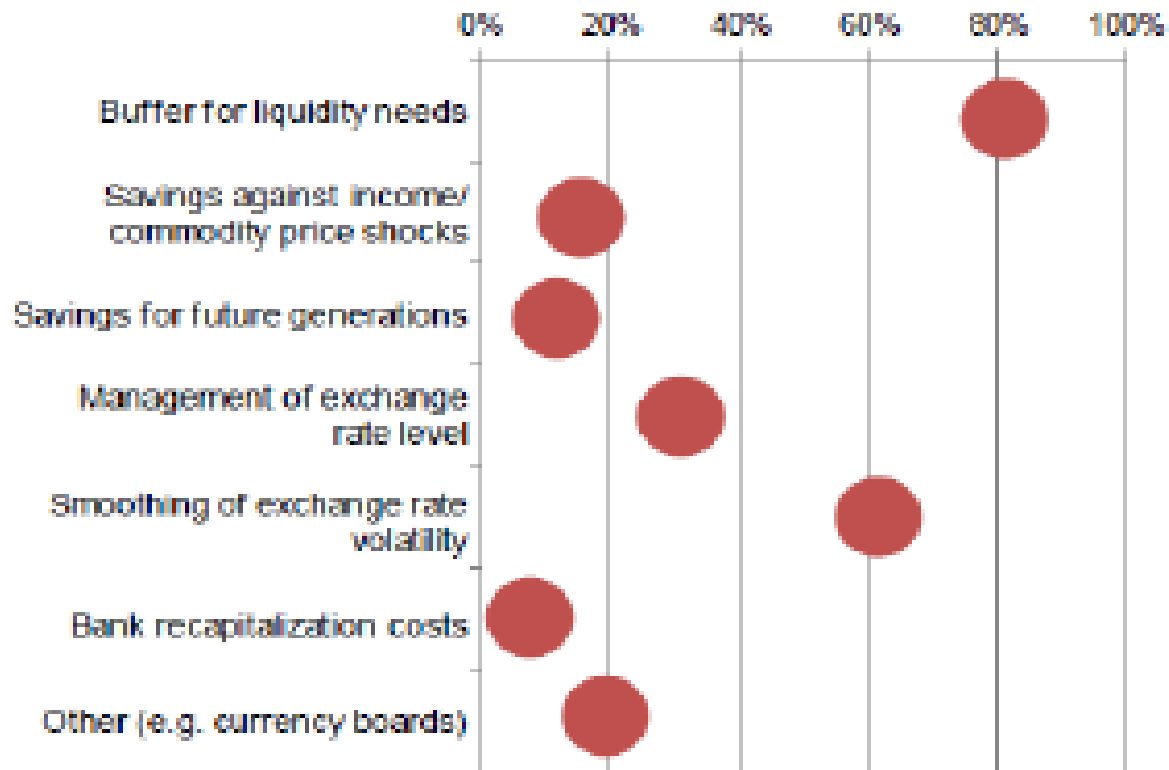 0% 20% 40% 60% 80% 100%
Buffer for liquidity needs
Savings against income/
commodity price shocks
Savings for future generations
Management of exchange
rate level
Smoothing of exchange rate
volatility
Bank recapitalization costs
Other (e.g. currency boards)